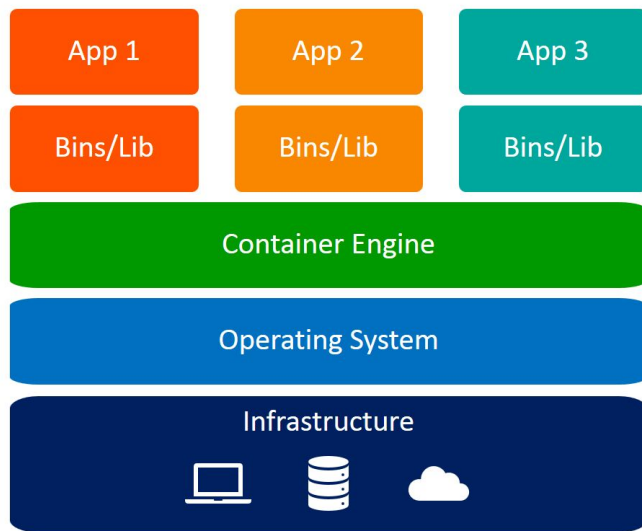 App 1
App 2
App 3
Bins/Lib
Bins/Lib
Bins/Lib
Container Engine
Operating System
Infrastructure